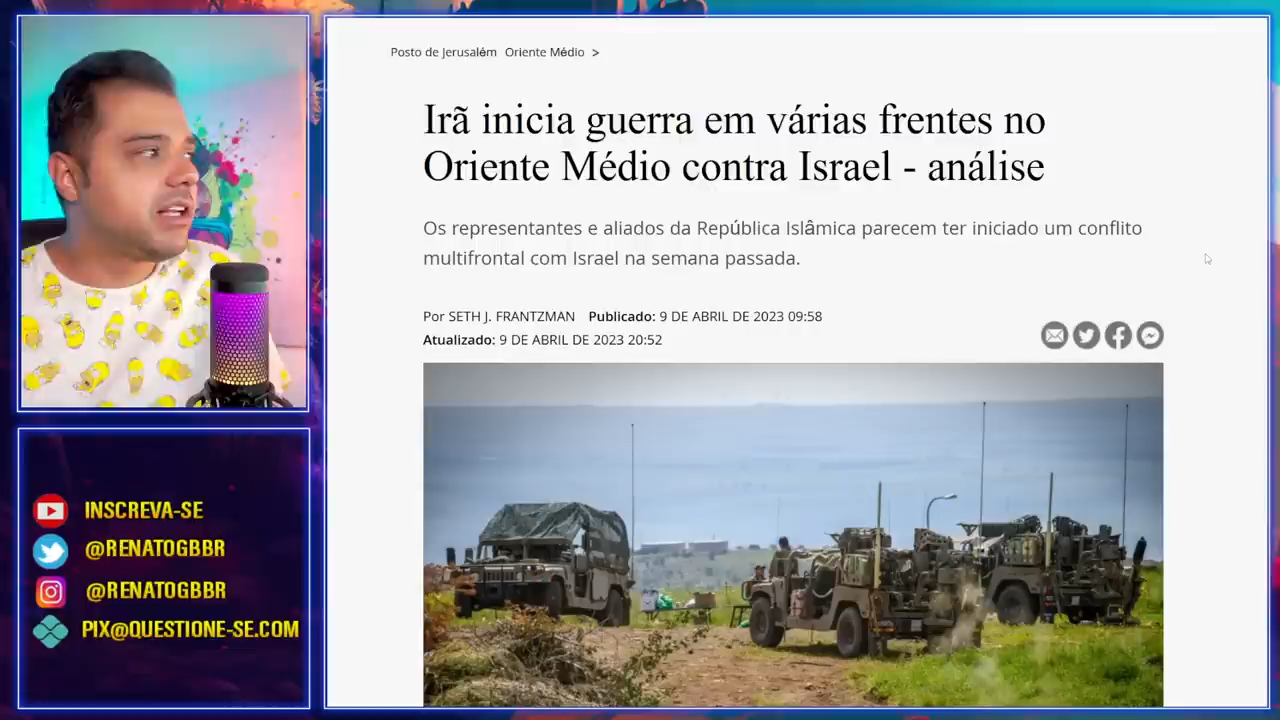 Posto de Jerusalém Oriente Médio >
Irã inicia guerra em várias frentes no
Oriente Médio contra Israel - análise
Os representantes e aliados da República Islâmica parecem ter iniciado um conflito
multifrontal com Israel na semana passada.
Por SETH J. FRANTZMAN Publicado: 9 DE ABRIL DE 2023 09:58
Atualizado: 9 DE ABRIL DE 2023 20:52
INSCREVA-SE
@RENATOGBBR
@RENATOGBBR
PIX@QUESTIONE-SE.COM